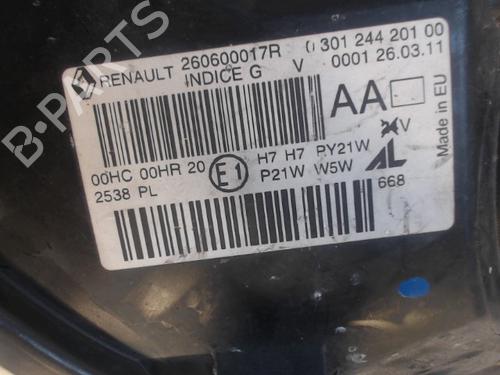 RENAULT 260600017R 0 301 244 201 00
INDICE G V 0001 26.03.11
AA
Made in EU
00HC 00HR 20 E1 H7 H7 PY21W V
2538 PL P21W W5W AL
668
B-PARTS